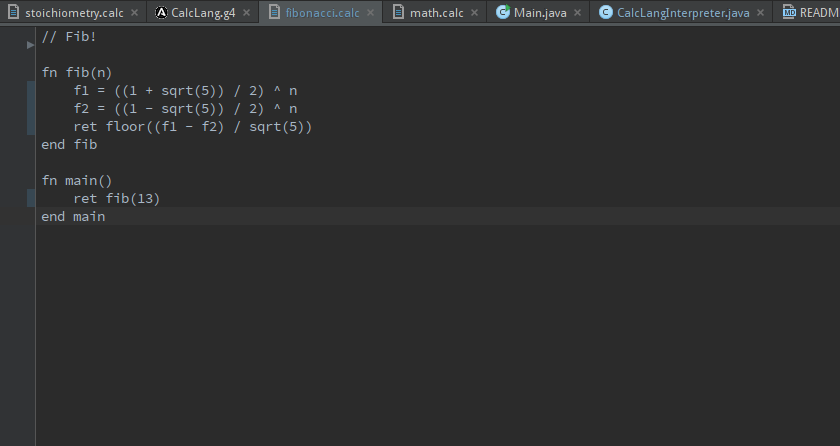 stoichiometry.calc CalcLang.g4 fibonacci.calc math.calc Main.java CalcLangInterpreter.java READM
// Fib!
fn fib(n)
f1 = ((1 + sqrt(5)) / 2) ^ n
f2 = ((1 - sqrt(5)) / 2) ^ n
ret floor((f1 - f2) / sqrt(5))
end fib
fn main()
ret fib(13)
end main